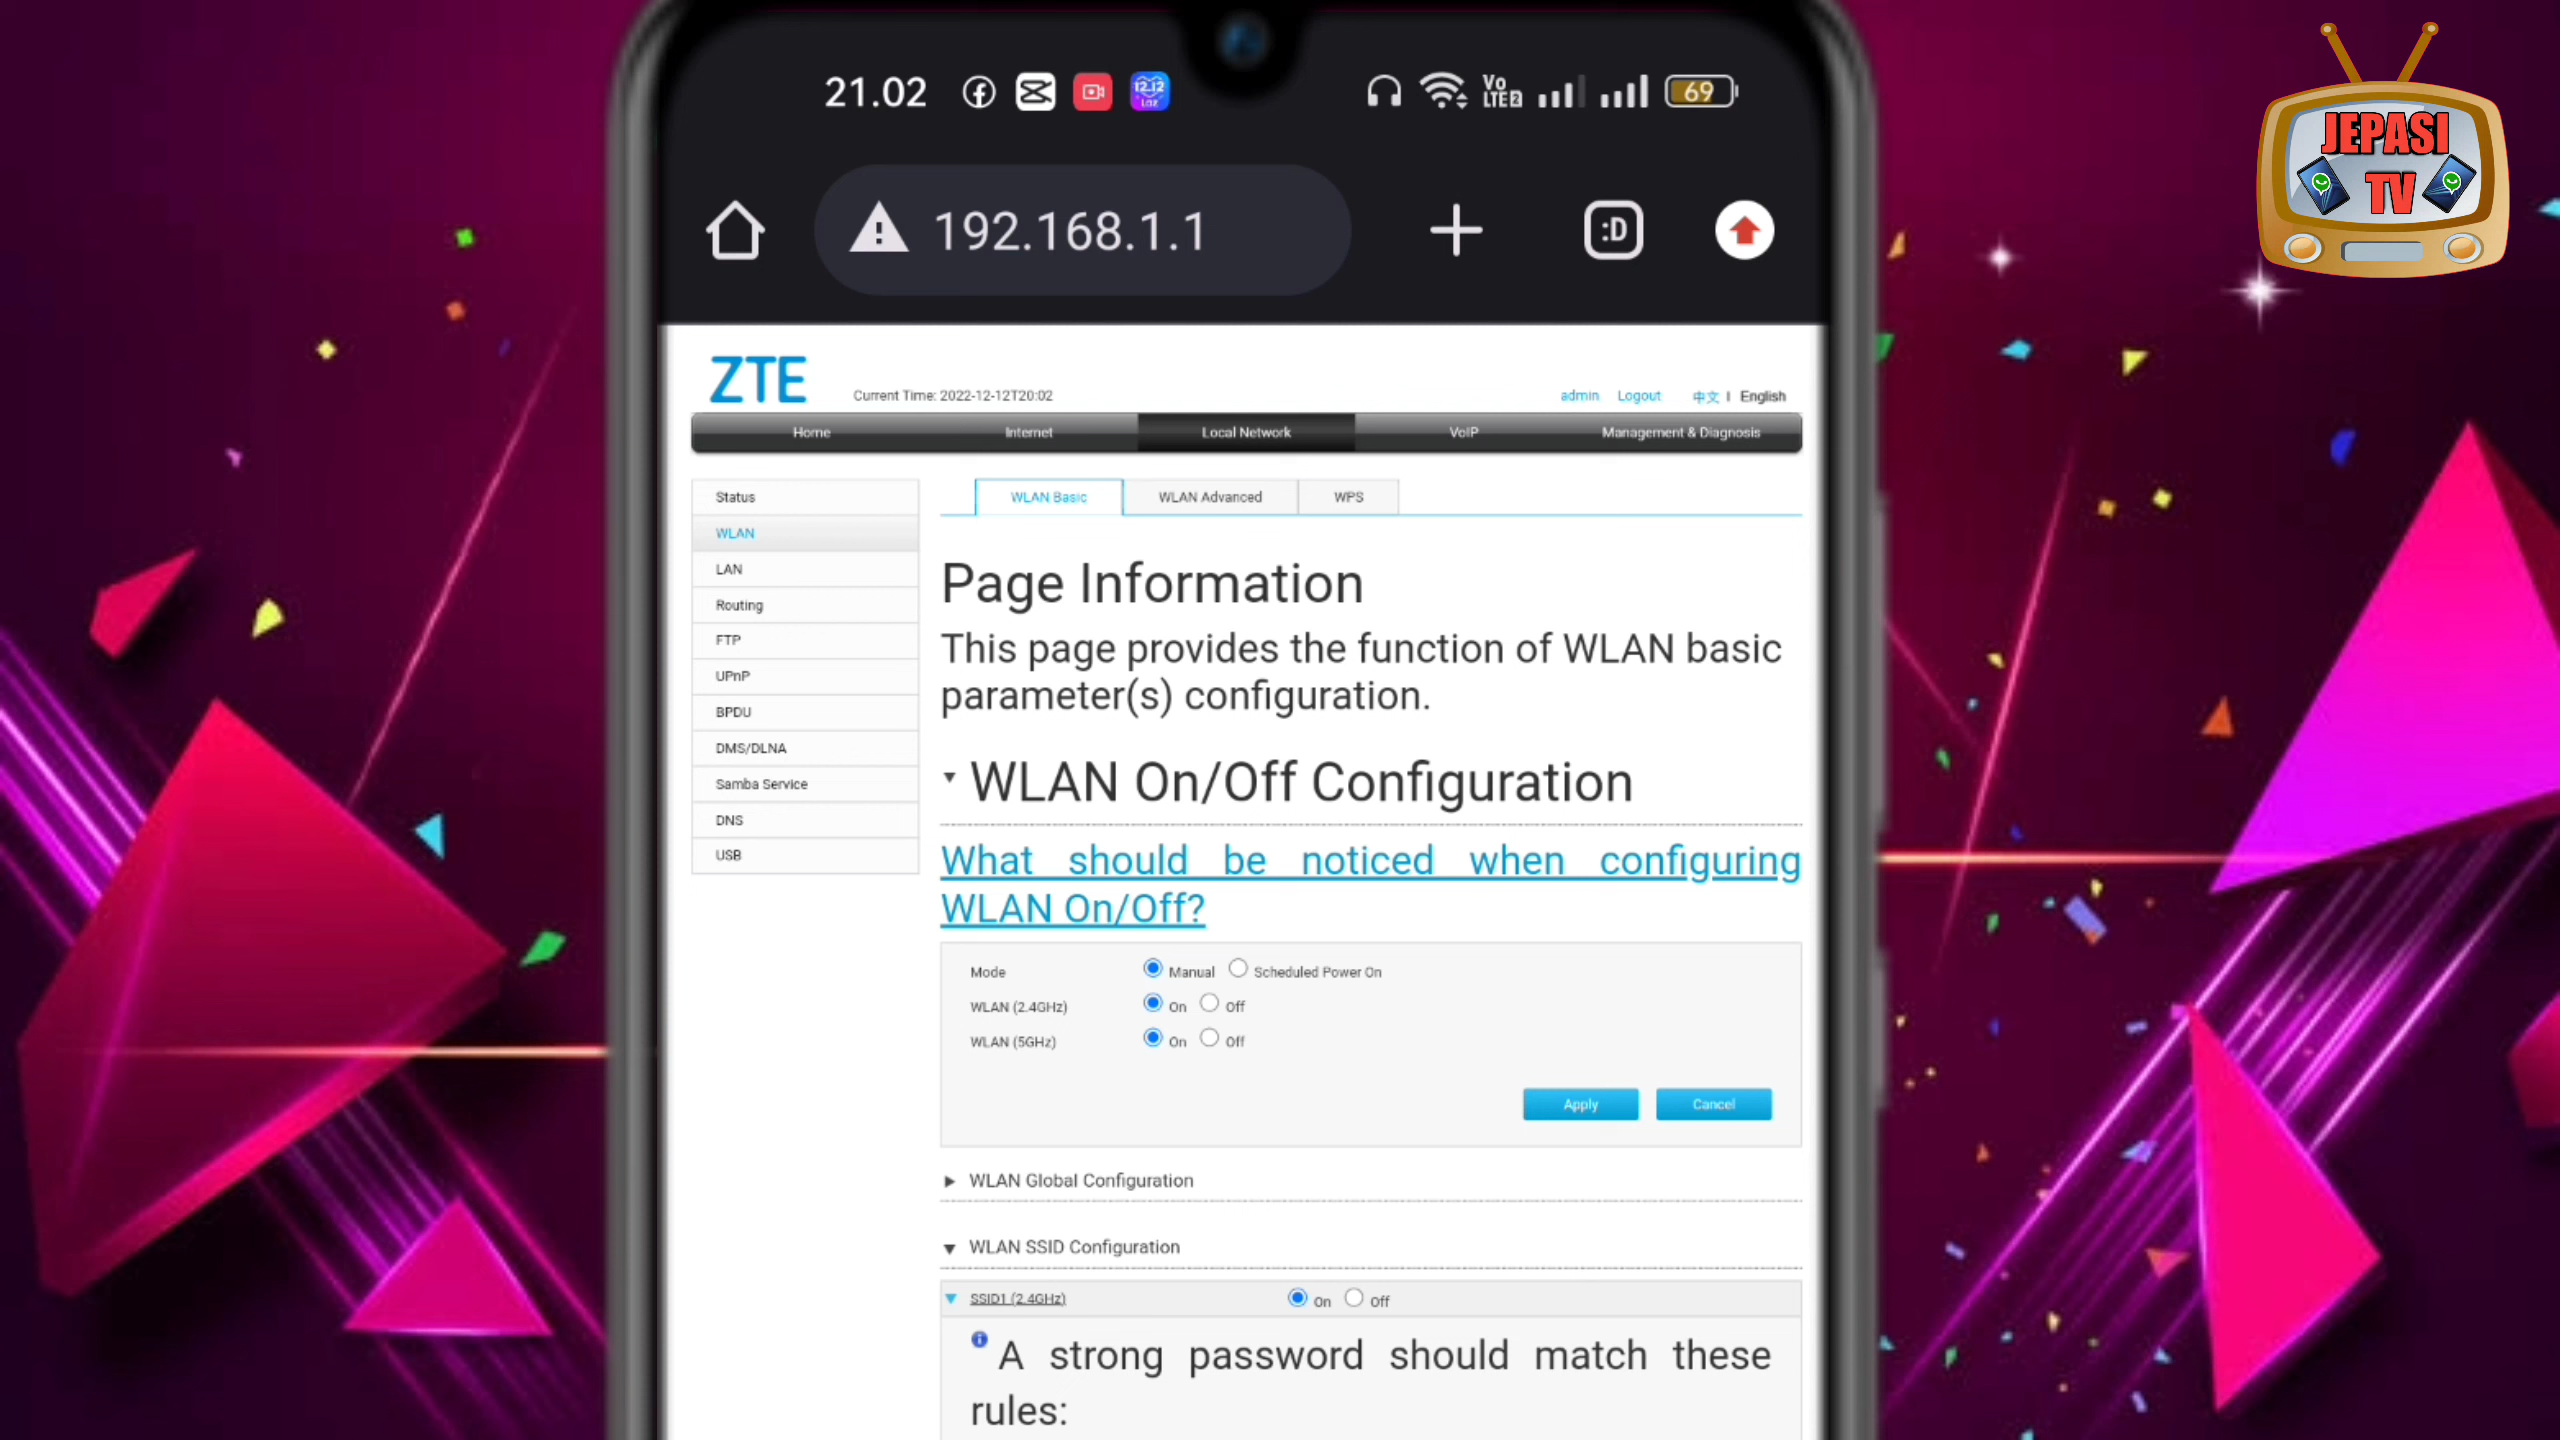 21.02
12.12
Vo
LTE2
69
JEPASI
TV
192.168.1.1
:D
ZTE
Current Time: 2022-12-12T20:02
admin Logout 中文 | English
Home Internet Local Network VoIP Management & Diagnosis
Status
WLAN
LAN
Routing
FTP
UPnP
BPDU
DMS/DLNA
Samba Service
DNS
USB
WLAN Basic WLAN Advanced WPS
Page Information
This page provides the function of WLAN basic
parameter(s) configuration.
WLAN On/Off Configuration
What should be noticed when configuring
WLAN On/Off?
Mode Manual Scheduled Power On
WLAN (2.4GHz) On Off
WLAN (5GHz) On Off
Apply Cancel
WLAN Global Configuration
WLAN SSID Configuration
SSID1 (2.4GHz) On Off
A strong password should match these
rules: